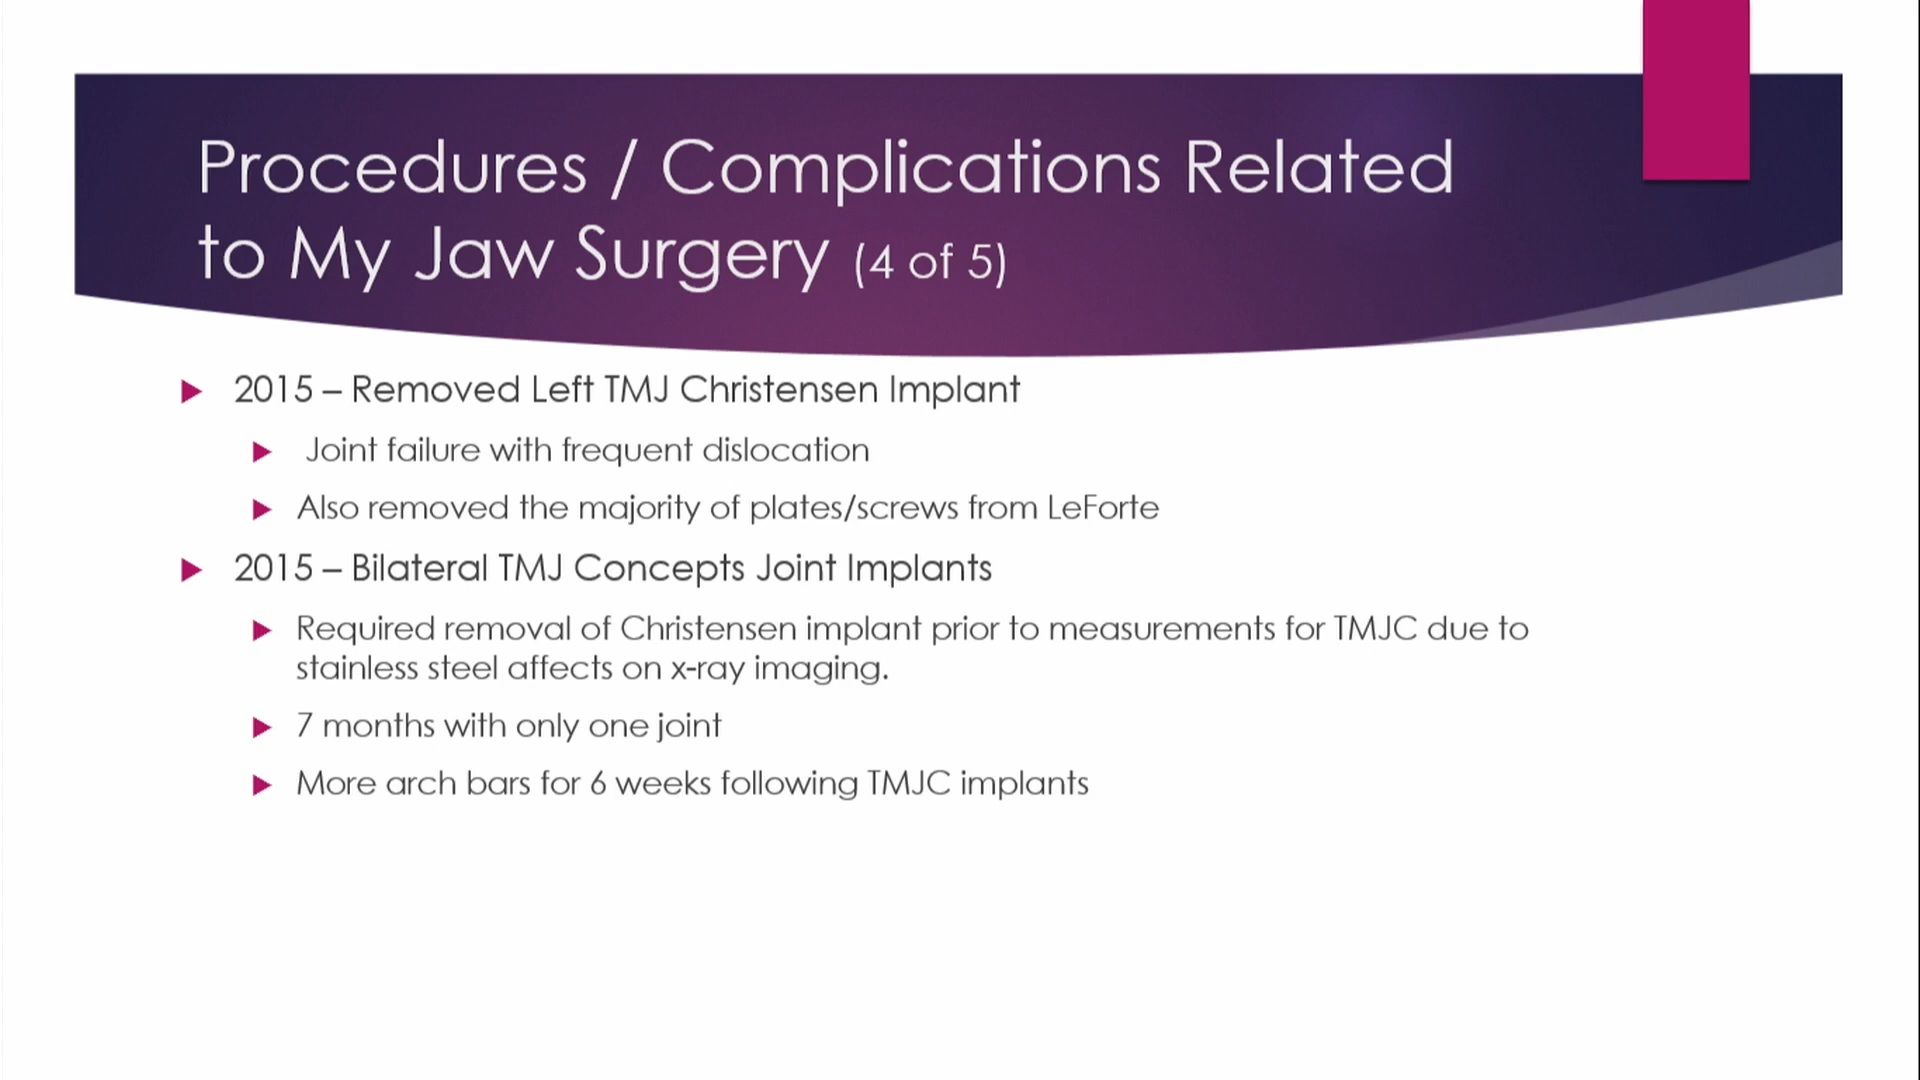 Procedures / Complications Related
to My Jaw Surgery (4 of 5)
2015 – Removed Left TMJ Christensen Implant
Joint failure with frequent dislocation
Also removed the majority of plates/screws from LeForte
2015 – Bilateral TMJ Concepts Joint Implants
Required removal of Christensen implant prior to measurements for TMJC due to
stainless steel affects on x-ray imaging.
7 months with only one joint
More arch bars for 6 weeks following TMJC implants